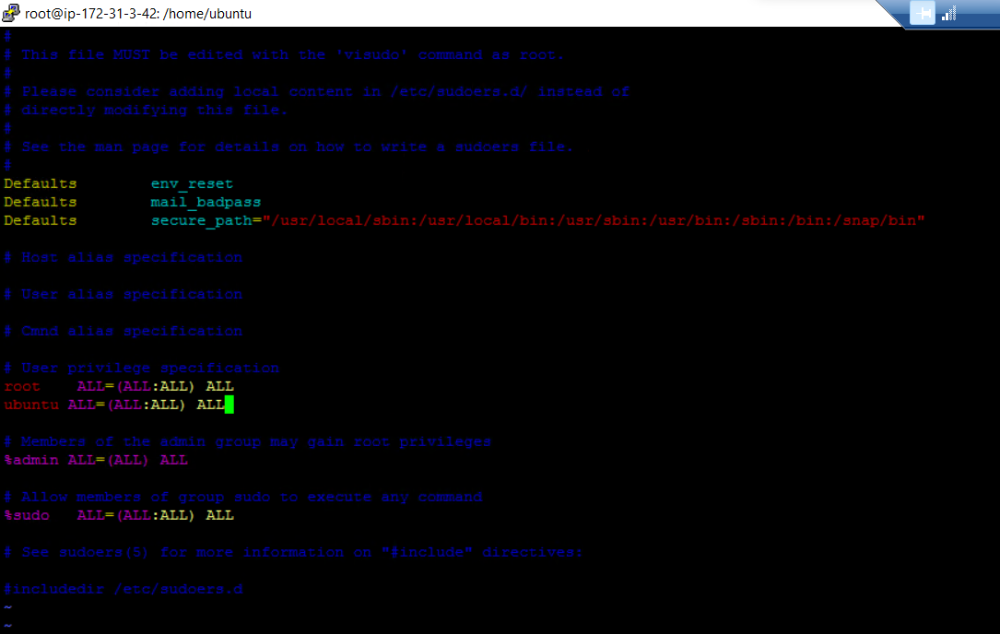 root@ip-172-31-3-42: /home/ubuntu
#
# This file MUST be edited with the 'visudo' command as root.
#
# Please consider adding local content in /etc/sudoers.d/ instead of
# directly modifying this file.
#
# See the man page for details on how to write a sudoers file.
#
Defaults        env_reset
Defaults        mail_badpass
Defaults        secure_path="/usr/local/sbin:/usr/local/bin:/usr/sbin:/usr/bin:/sbin:/bin:/snap/bin"
# Host alias specification
# User alias specification
# Cmnd alias specification
# User privilege specification
root    ALL=(ALL:ALL) ALL
ubuntu ALL=(ALL:ALL) ALL
# Members of the admin group may gain root privileges
%admin ALL=(ALL) ALL
# Allow members of group sudo to execute any command
%sudo   ALL=(ALL:ALL) ALL
# See sudoers(5) for more information on "#include" directives:
#includedir /etc/sudoers.d
~
~